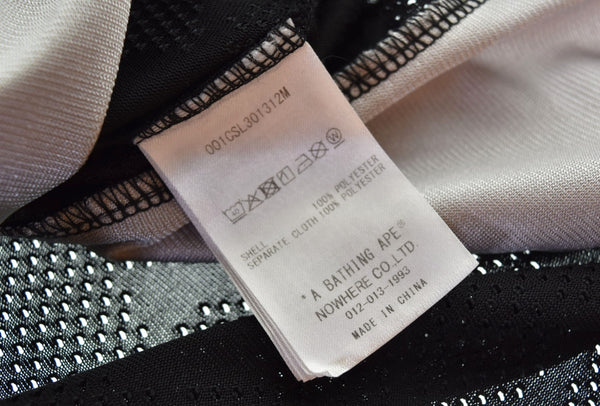 001CSL301312M
SHELL 100% POLYESTER
SEPARATE CLOTH 100% POLYESTER
* A BATHING APE®
NOWHERE CO.,LTD.
012-013-1993
MADE IN CHINA